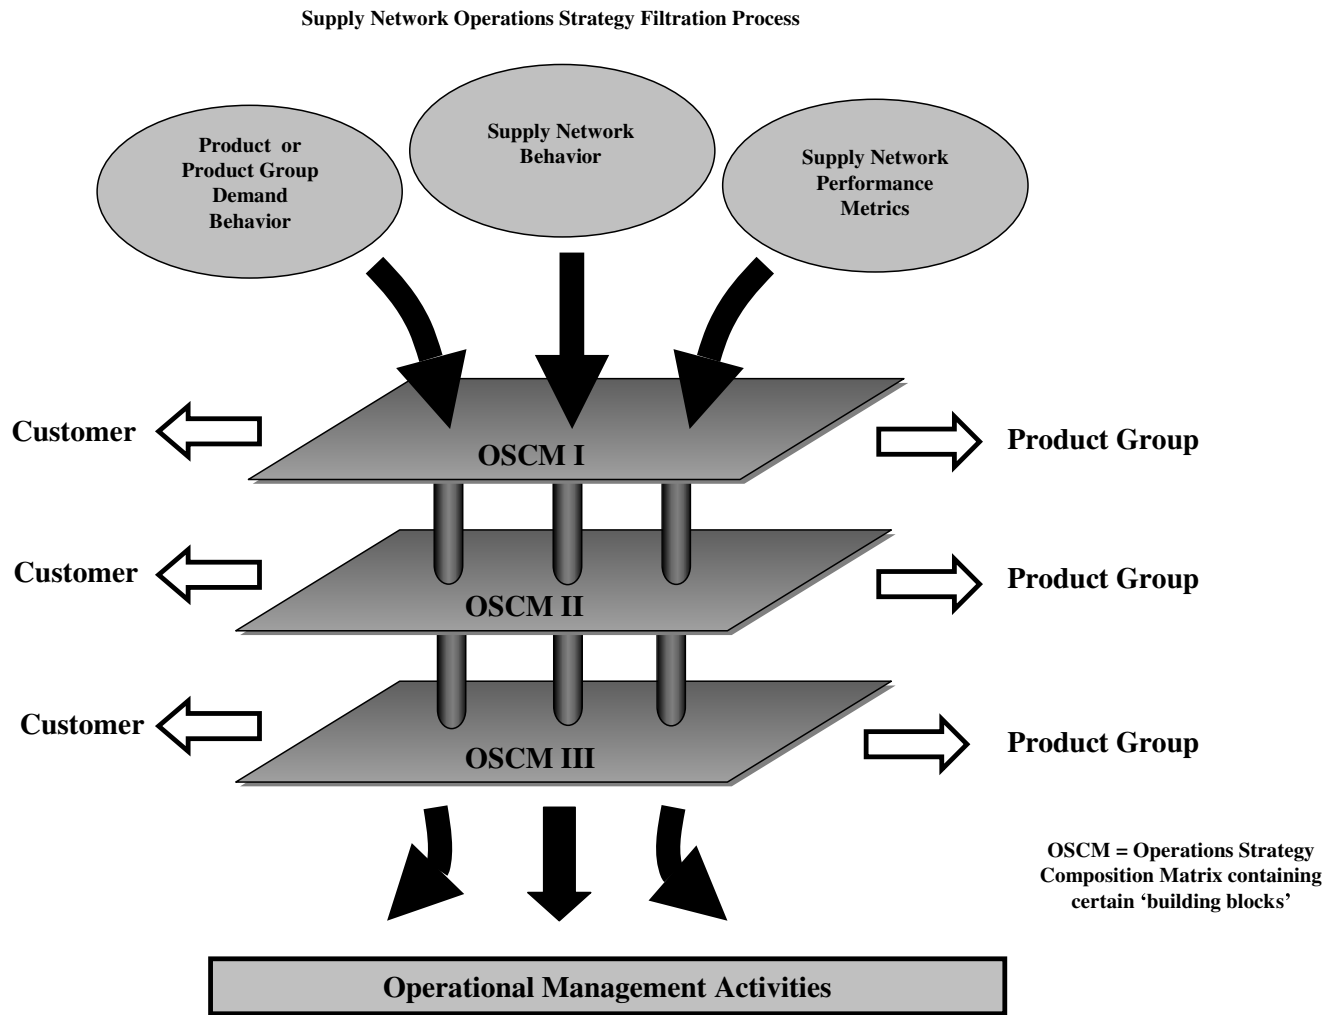 Supply Network Operations Strategy Filtration Process
Product or
Product Group
Demand
Behavior
Supply Network
Behavior
Supply Network
Performance
Metrics
Customer
OSCM I
Product Group
Customer
OSCM II
Product Group
Customer
OSCM III
Product Group
OSCM = Operations Strategy
Composition Matrix containing
certain ‘building blocks’
Operational Management Activities